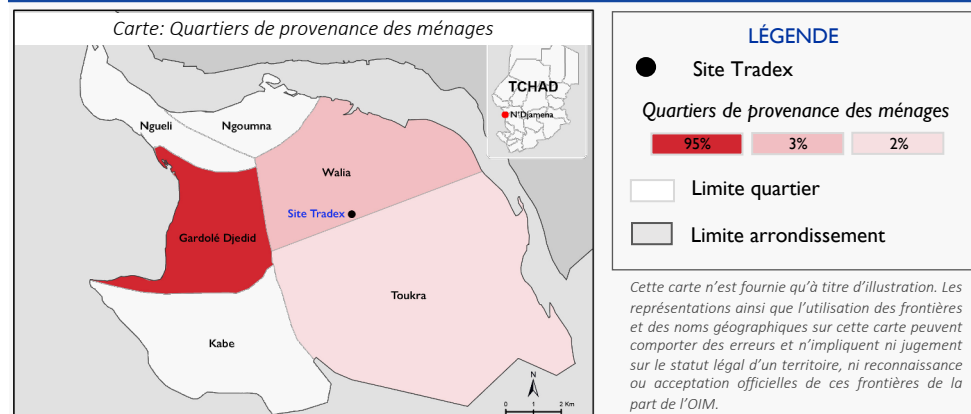 Carte: Quartiers de provenance des ménages
TCHAD
N'Djamena
Ngueli
Ngoumna
Walia
Site Tradex
Gardolé Djedid
Toukra
Kabe
N
0 1 2 Km
LÉGENDE
Site Tradex
Quartiers de provenance des ménages
95% 3% 2%
Limite quartier
Limite arrondissement
Cette carte n'est fournie qu'à titre d'illustration. Les
représentations ainsi que l'utilisation des frontières
et des noms géographiques sur cette carte peuvent
comporter des erreurs et n'impliquent ni jugement
sur le statut légal d'un territoire, ni reconnaissance
ou acceptation officielles de ces frontières de la
part de l'OIM.